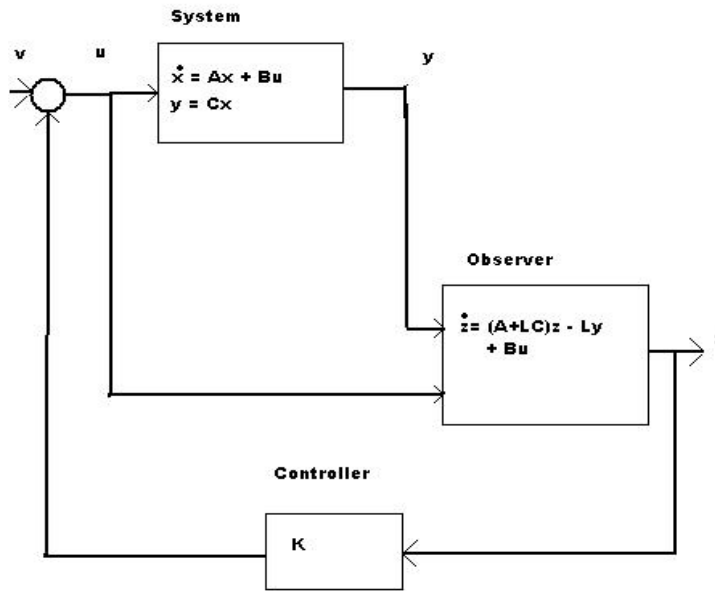 System
v
u
y
ẋ = Ax + Bu
y = Cx
Observer
ż= (A+LC)z - Ly
+ Bu
Controller
K